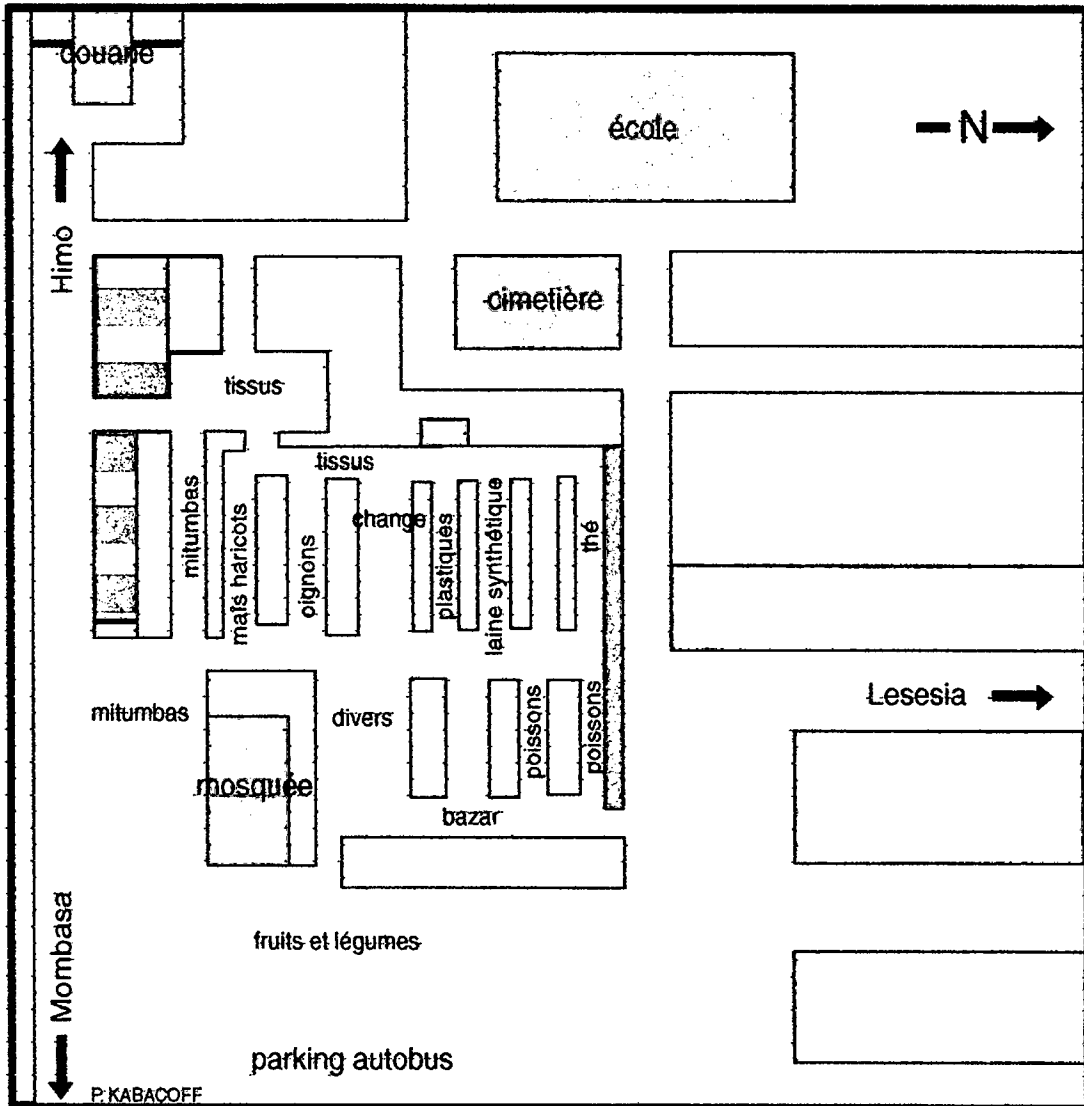 douane
école
N
Himo
cimetière
tissus
tissus
mitumbas
maïs haricots
oignons
change
plastiques
laine synthétique
thé
mitumbas
divers
poissons
poissons
Lesesia
mosquée
bazar
fruits et légumes
Mombasa
parking autobus
P. KABACOFF